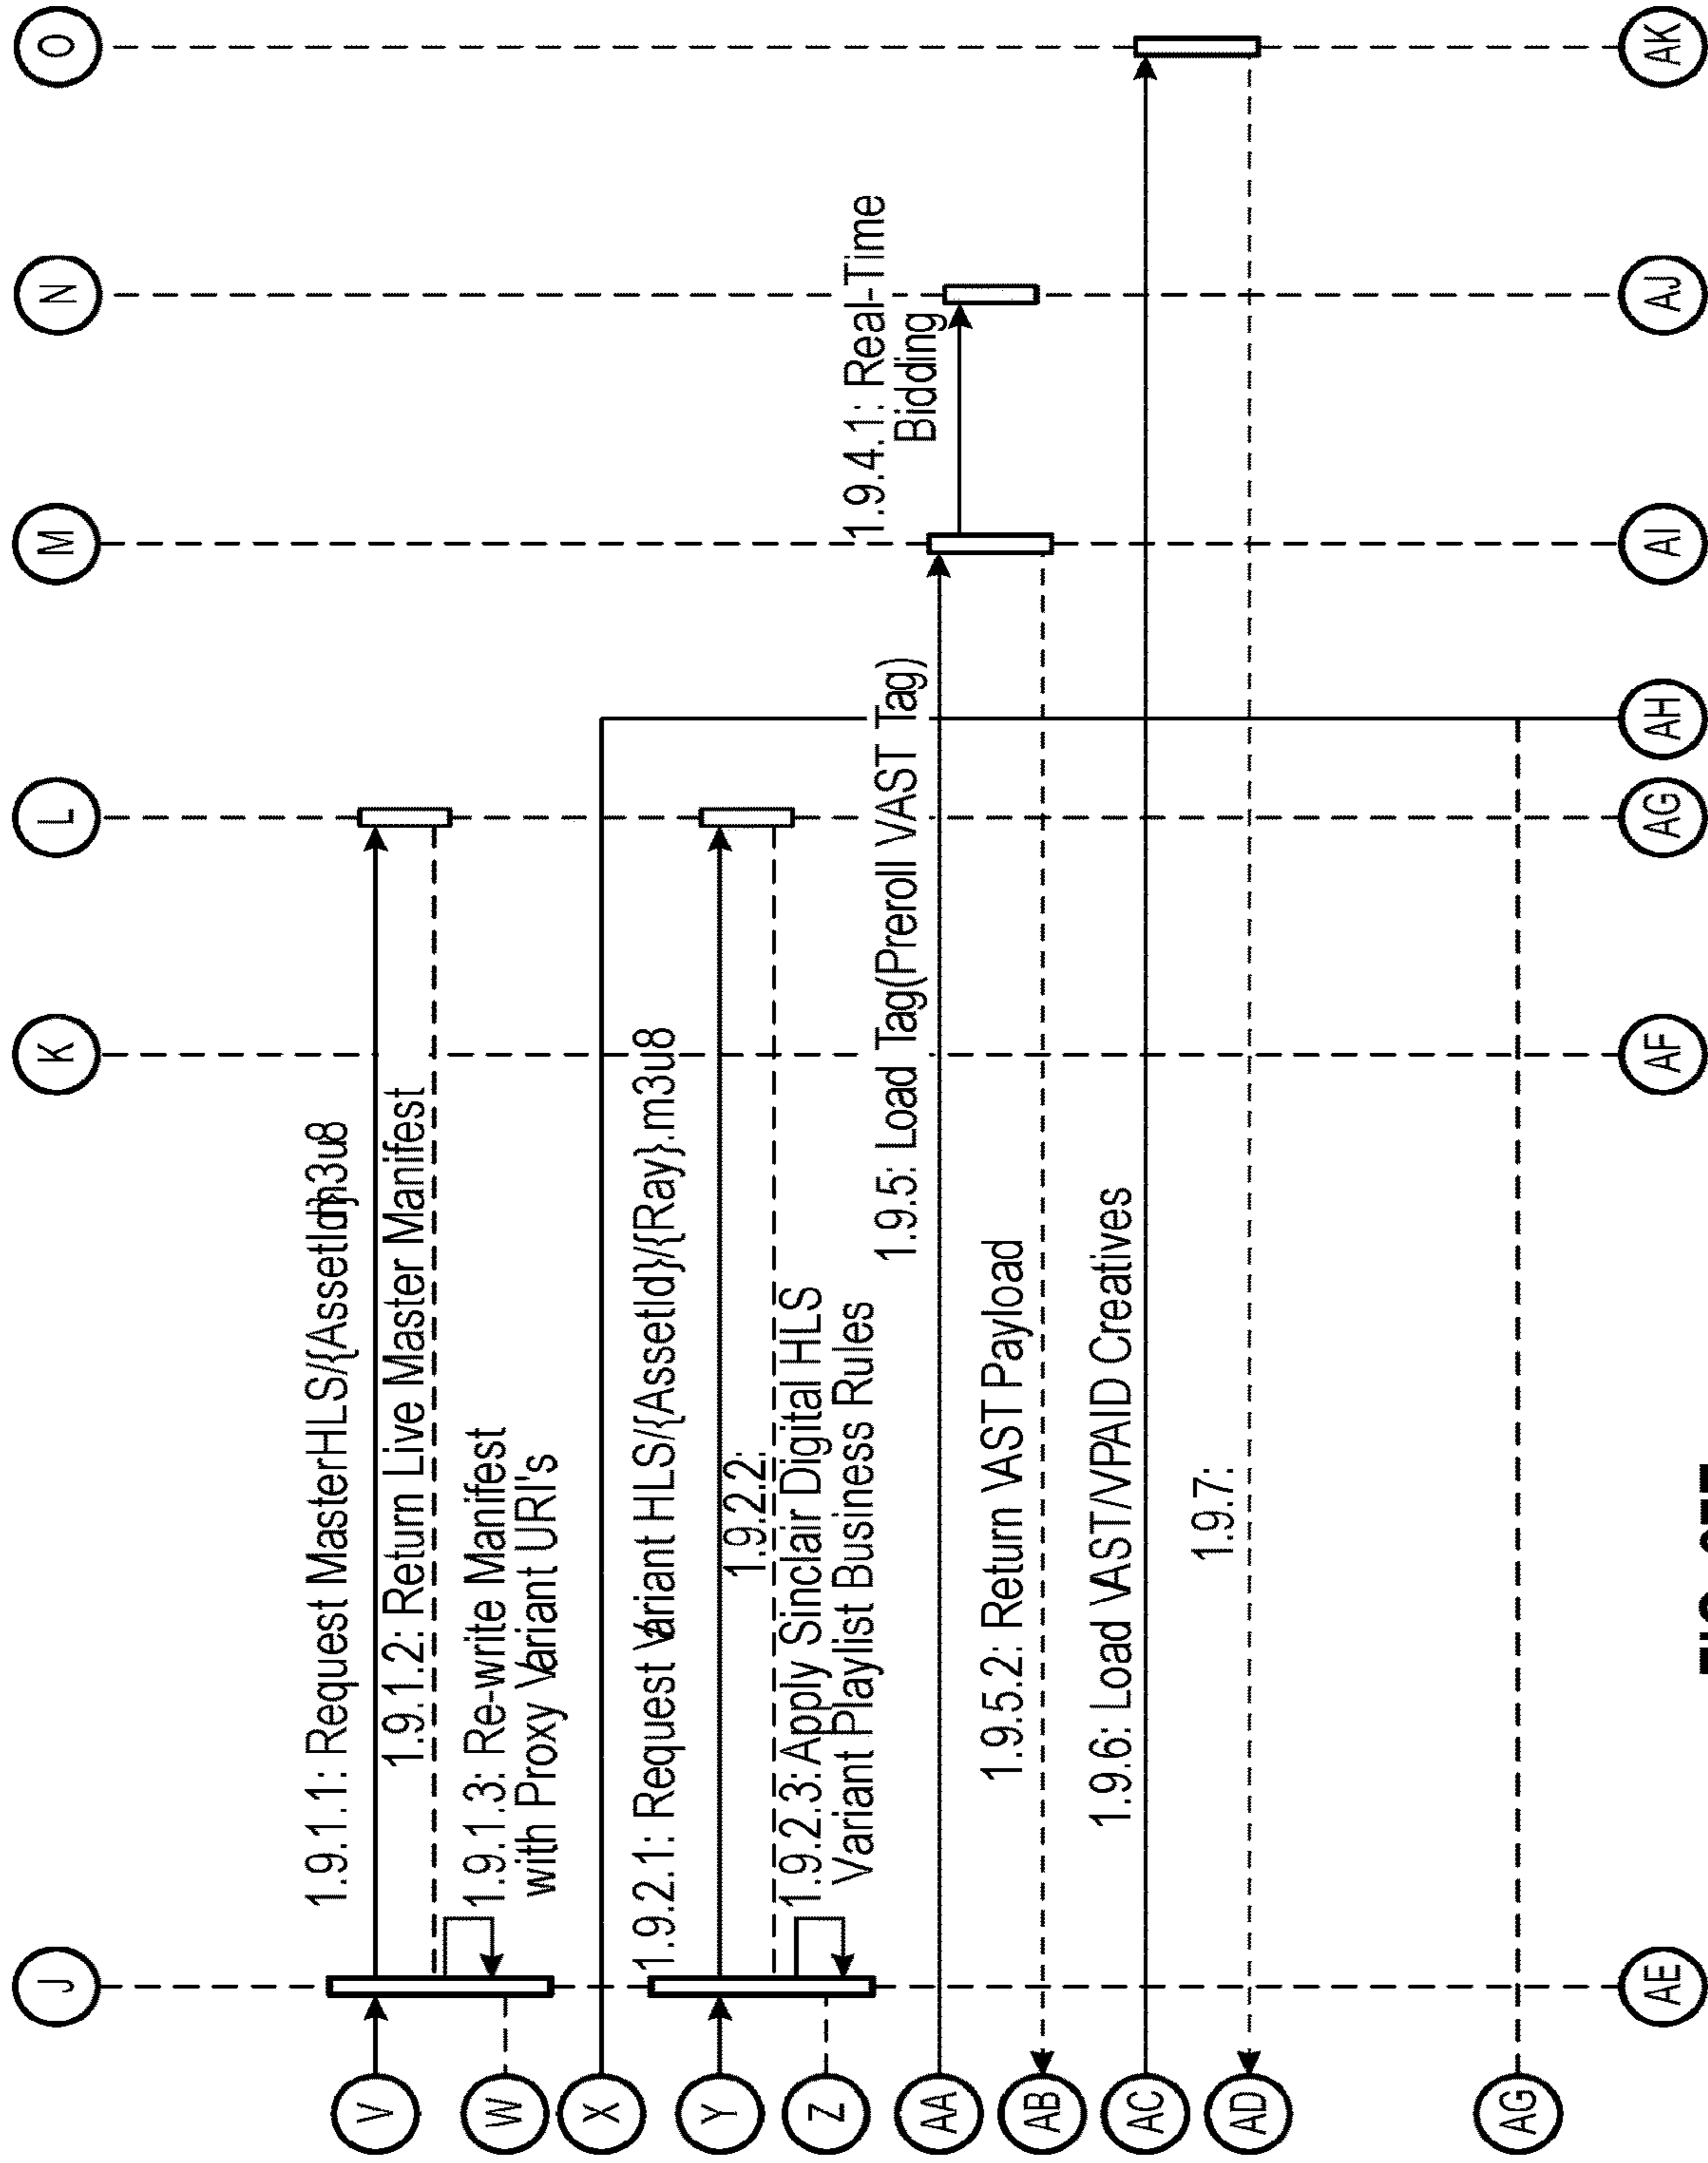 J
K
L
M
N
O
1.9.1.1: Request MasterHLS/{AssetId}m3u8
V
1.9.1.2: Return Live Master Manifest
1.9.1.3: Re-write Manifest
W
with Proxy Variant URI's
X
1.9.2.1: Request Variant HLS/{AssetId}/{Ray}.m3u8
Y
1.9.2.2:
1.9.2.3: Apply Sinclair Digital HLS
Z
Variant Playlist Business Rules
1.9.4.1: Real-Time
Bidding
1.9.5: Load Tag(Preroll VAST Tag)
AA
1.9.5.2: Return VAST Payload
AB
1.9.6: Load VAST/VPAID Creatives
AC
1.9.7:
AD
AG
AE
AF
AG
AH
AI
AJ
AK